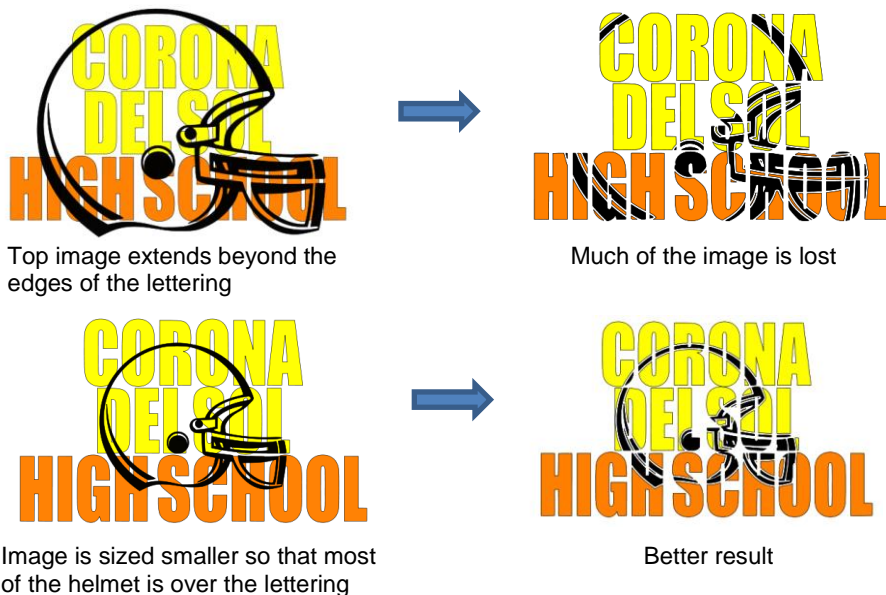 CORONA
DEL SOL
HIGH SCHOOL
CORONA
DEL SOL
HIGH SCHOOL
Top image extends beyond the
edges of the lettering
Much of the image is lost
CORONA
DEL SOL
HIGH SCHOOL
CORONA
DEL SOL
HIGH SCHOOL
Image is sized smaller so that most
of the helmet is over the lettering
Better result